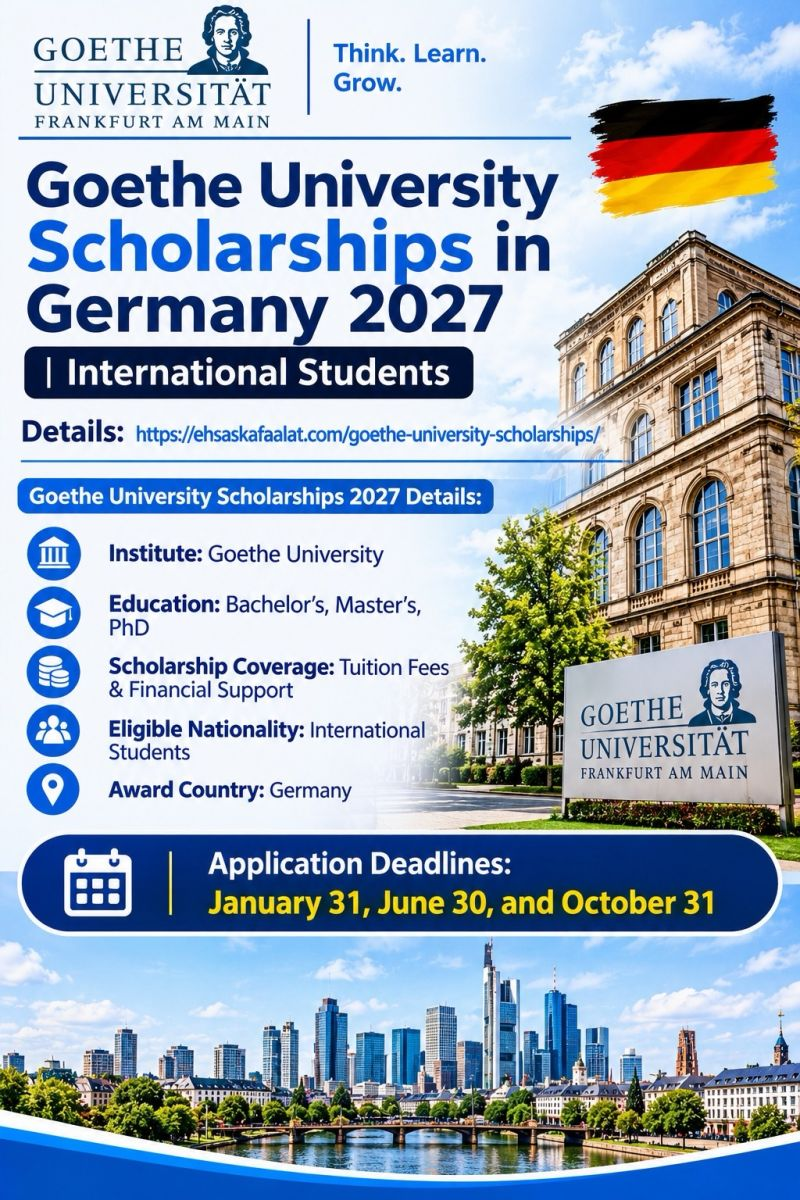 GOETHE
UNIVERSITÄT
FRANKFURT AM MAIN
Think. Learn.
Grow.
Goethe University
Scholarships in
Germany 2027
| International Students
Details: https://ehsaskafaalat.com/goethe-university-scholarships/
Goethe University Scholarships 2027 Details:
Institute: Goethe University
Education: Bachelor's, Master's,
PhD
Scholarship Coverage: Tuition Fees
& Financial Support
Eligible Nationality: International
Students
Award Country: Germany
GOETHE
UNIVERSITÄT
FRANKFURT AM MAIN
Application Deadlines:
January 31, June 30, and October 31